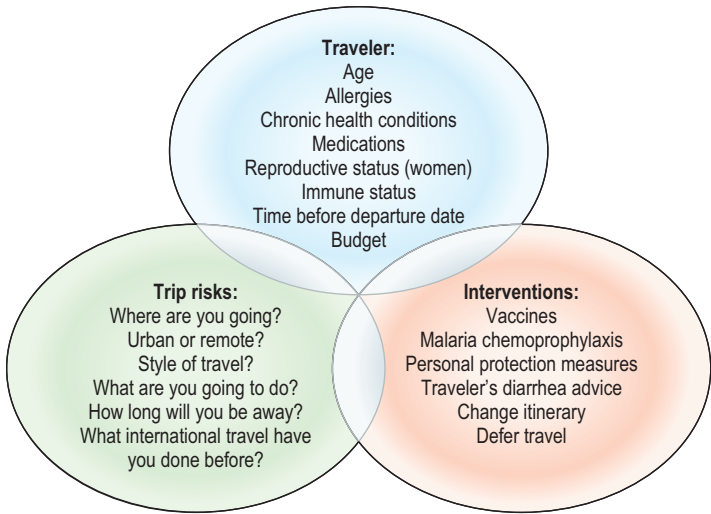 Traveler:
Age
Allergies
Chronic health conditions
Medications
Reproductive status (women)
Immune status
Time before departure date
Budget
Trip risks:
Where are you going?
Urban or remote?
Style of travel?
What are you going to do?
How long will you be away?
What international travel have
you done before?
Interventions:
Vaccines
Malaria chemoprophylaxis
Personal protection measures
Traveler's diarrhea advice
Change itinerary
Defer travel